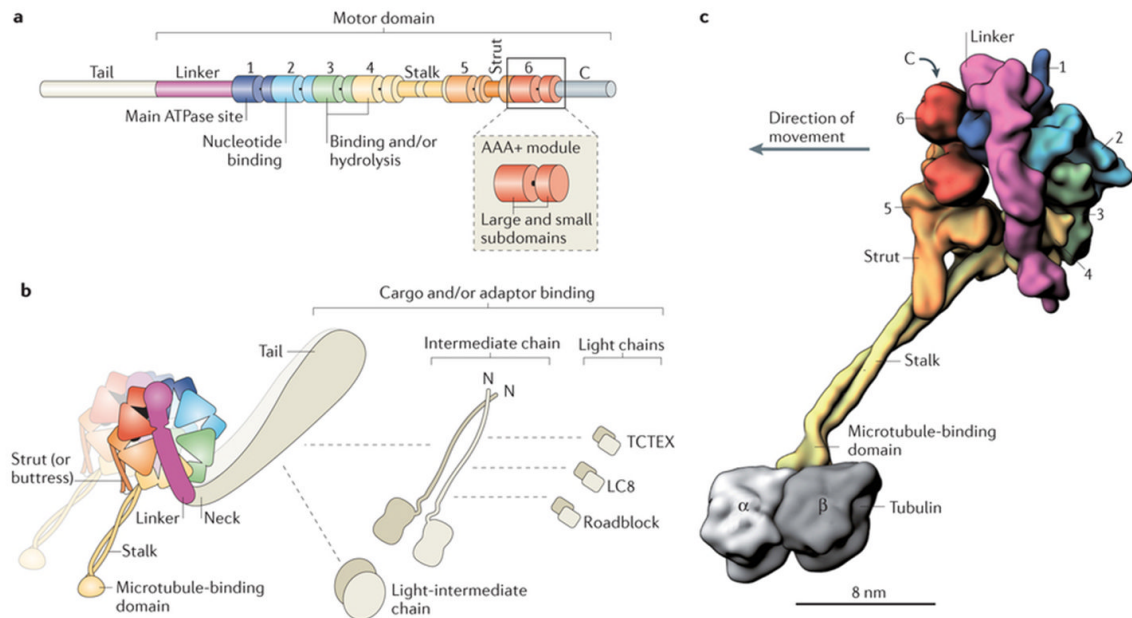 a
Motor domain
Tail
Linker
1
2
3
4
Stalk
5
Strut
6
C
Main ATPase site
Nucleotide
binding
Binding and/or
hydrolysis
AAA+ module
Large and small
subdomains
b
Cargo and/or adaptor binding
Tail
Intermediate chain
Light chains
N
N
TCTEX
LC8
Roadblock
Strut (or
buttress)
Linker
Neck
Stalk
Microtubule-binding
domain
Light-intermediate
chain
c
Linker
C
1
6
Direction of
movement
2
5
3
Strut
4
Stalk
Microtubule-binding
domain
α
β
Tubulin
8 nm